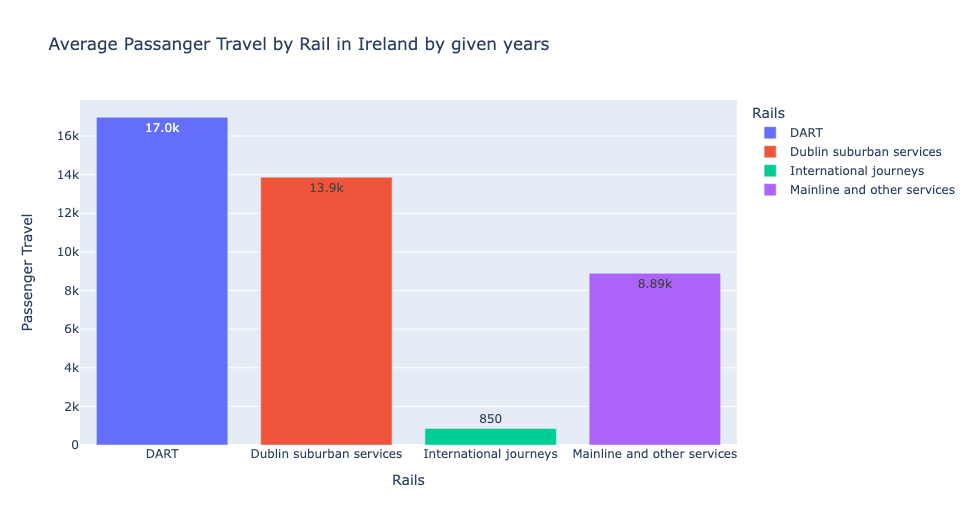 Average Passanger Travel by Rail in Ireland by given years
Rails
DART
Dublin suburban services
International journeys
Mainline and other services
Passenger Travel
16k
14k
12k
10k
8k
6k
4k
2k
0
17.0k
13.9k
850
8.89k
DART
Dublin suburban services
International journeys
Mainline and other services
Rails